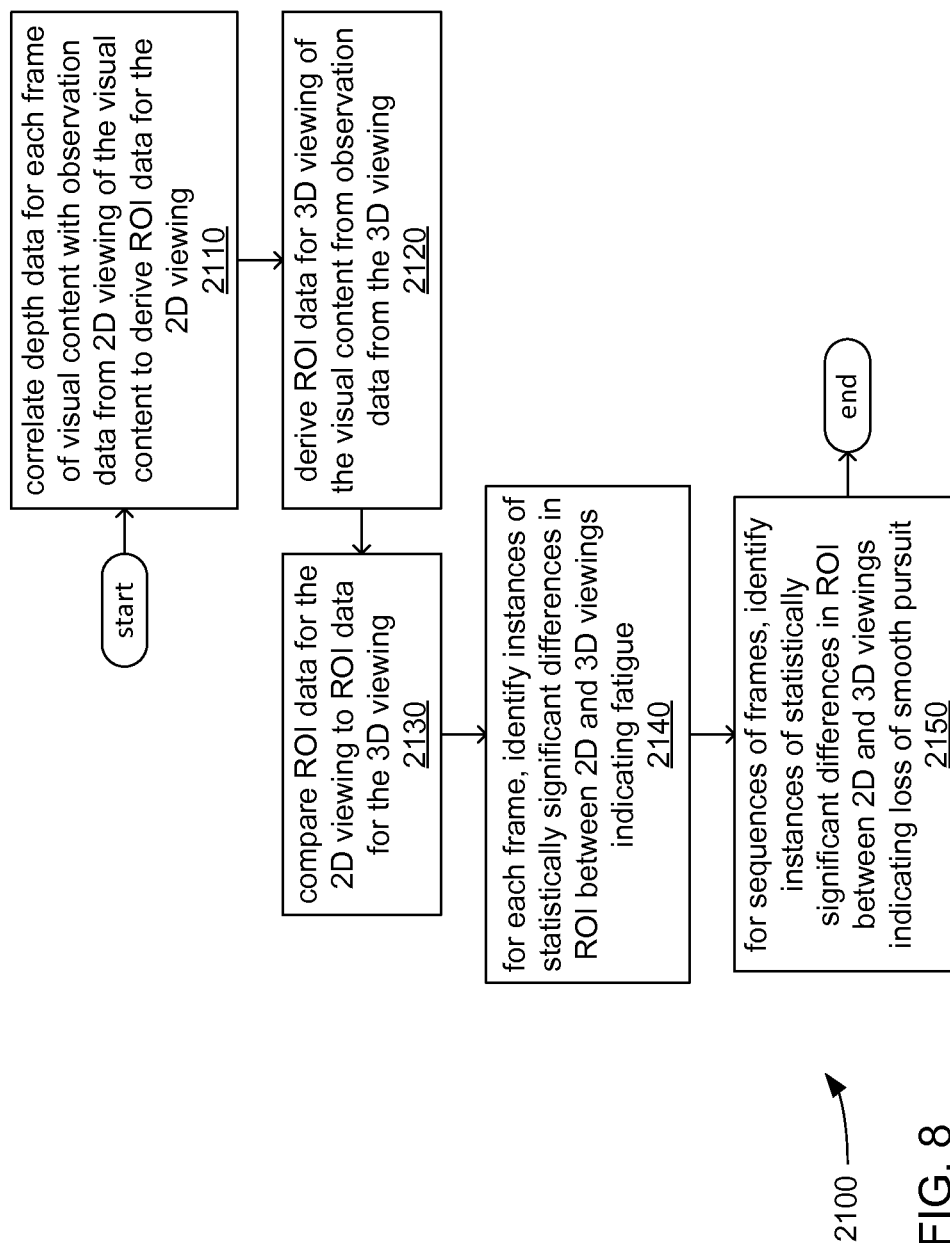 start
correlate depth data for each frame
of visual content with observation
data from 2D viewing of the visual
content to derive ROI data for the
2D viewing
2110
derive ROI data for 3D viewing of
the visual content from observation
data from the 3D viewing
2120
compare ROI data for the
2D viewing to ROI data
for the 3D viewing
2130
for each frame, identify instances of
statistically significant differences in
ROI between 2D and 3D viewings
indicating fatigue
2140
for sequences of frames, identify
instances of statistically
significant differences in ROI
between 2D and 3D viewings
indicating loss of smooth pursuit
2150
end
2100
FIG. 8